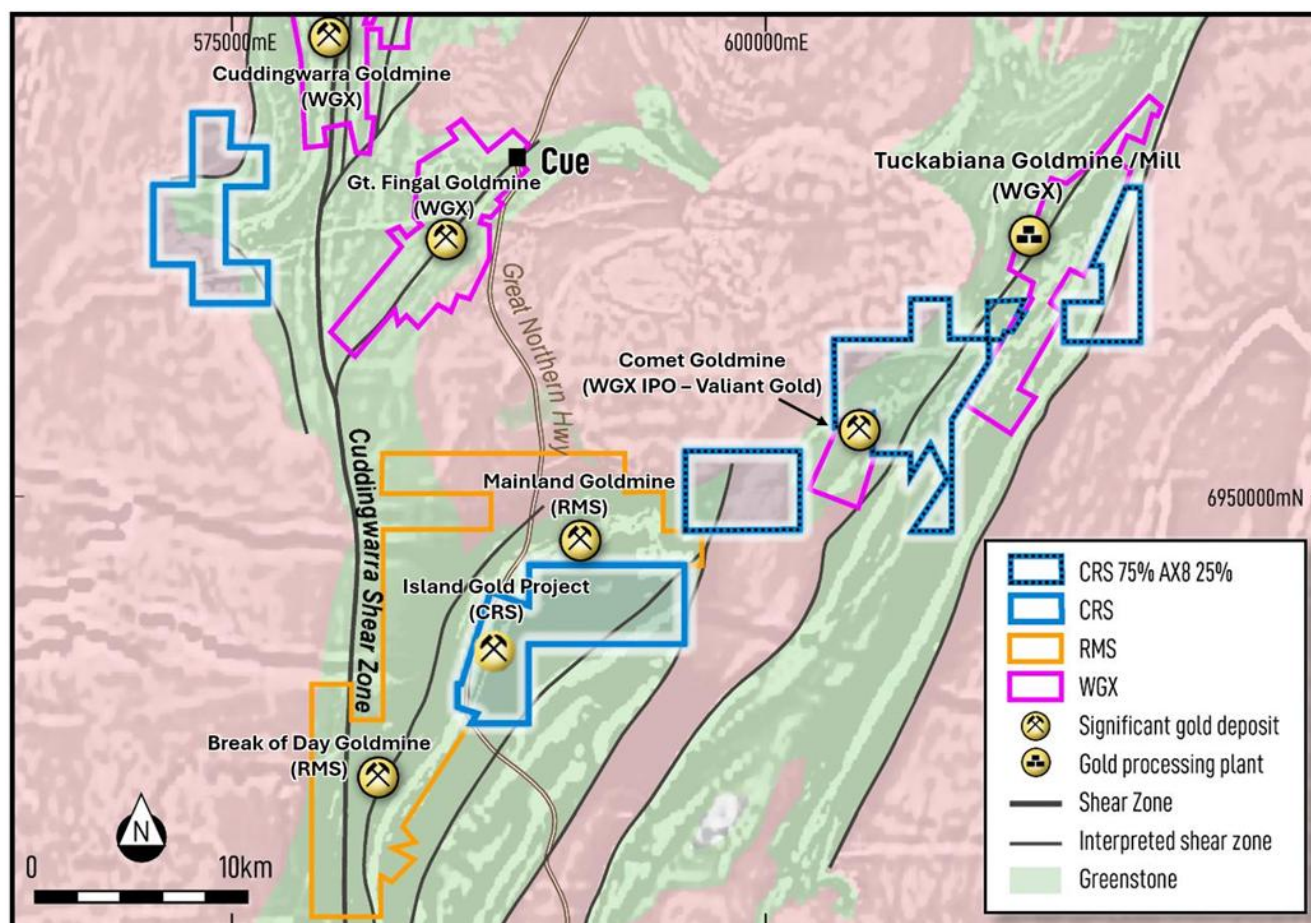 575000mE
600000mE
Cuddingwarra Goldmine
(WGX)
Cue
Gt. Fingal Goldmine
(WGX)
Tuckabiana Goldmine /Mill
(WGX)
Great Northern Hwy
Comet Goldmine
(WGX IPO – Valiant Gold)
Cuddingwarra Shear Zone
Mainland Goldmine
(RMS)
6950000mN
Island Gold Project
(CRS)
Break of Day Goldmine
(RMS)
N
0
10km
CRS 75% AX8 25%
CRS
RMS
WGX
Significant gold deposit
Gold processing plant
Shear Zone
Interpreted shear zone
Greenstone